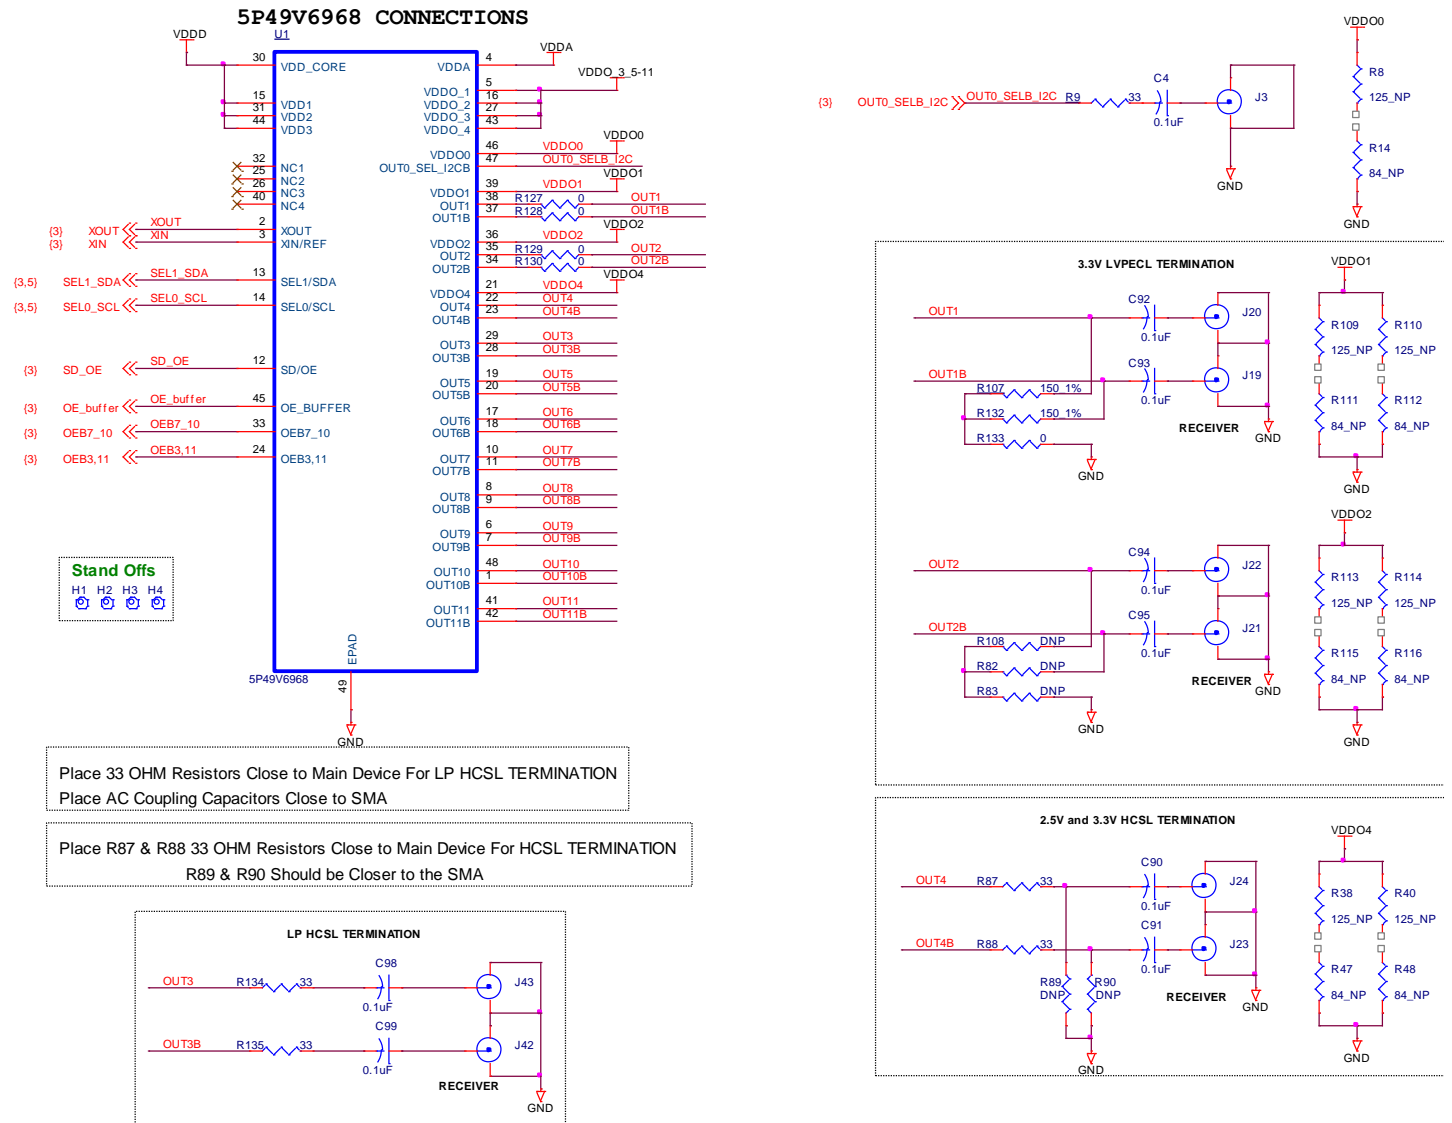 5P49V6968 CONNECTIONS
U1
VDDD
30 VDD_CORE
15 VDD1
31 VDD2
44 VDD3
32 NC1
25 NC2
26 NC3
40 NC4
{3} XOUT XOUT 2 XOUT
{3} XIN XIN 3 XIN/REF
{3,5} SEL1_SDA SEL1_SDA 13 SEL1/SDA
{3,5} SEL0_SCL SEL0_SCL 14 SEL0/SCL
{3} SD_OE SD_OE 12 SD/OE
{3} OE_buffer OE_buffer 45 OE_BUFFER
{3} OEB7_10 OEB7_10 33 OEB7_10
{3} OEB3,11 OEB3,11 24 OEB3,11
VDDA 4 VDDA
VDDO_1 5 VDDO_3_5-11
VDDO_2 16
VDDO_3 27
VDDO_4 43
VDDO0 46 VDDO0 VDDO0
OUT0_SEL_I2CB 47 OUT0_SELB_I2C
VDDO1 39 VDDO1 VDDO1
OUT1 38 R127 0 OUT1
OUT1B 37 R128 0 OUT1B
VDDO2 36 VDDO2 VDDO2
OUT2 35 R129 0 OUT2
OUT2B 34 R130 0 OUT2B
VDDO4 21 VDDO4 VDDO4
OUT4 22 OUT4
OUT4B 23 OUT4B
OUT3 29 OUT3
OUT3B 28 OUT3B
OUT5 19 OUT5
OUT5B 20 OUT5B
OUT6 17 OUT6
OUT6B 18 OUT6B
OUT7 10 OUT7
OUT7B 11 OUT7B
OUT8 8 OUT8
OUT8B 9 OUT8B
OUT9 6 OUT9
OUT9B 7 OUT9B
OUT10 48 OUT10
OUT10B 1 OUT10B
OUT11 41 OUT11
OUT11B 42 OUT11B
EPAD
49
5P49V6968
GND
Stand Offs
H1 H2 H3 H4
Place 33 OHM Resistors Close to Main Device For LP HCSL TERMINATION
Place AC Coupling Capacitors Close to SMA
Place R87 & R88 33 OHM Resistors Close to Main Device For HCSL TERMINATION
R89 & R90 Should be Closer to the SMA
LP HCSL TERMINATION
OUT3 R134 33 C98 0.1uF J43
OUT3B R135 33 C99 0.1uF J42
RECEIVER
GND
{3} OUT0_SELB_I2C OUT0_SELB_I2C R9 33 C4 0.1uF J3
GND
VDDO0
R8
125_NP
R14
84_NP
GND
3.3V LVPECL TERMINATION
OUT1 C92 0.1uF J20
OUT1B C93 0.1uF J19
R107 150_1%
R132 150_1%
R133 0
GND
RECEIVER
GND
VDDO1
R109 R110
125_NP 125_NP
R111 R112
84_NP 84_NP
GND
OUT2 C94 0.1uF J22
OUT2B C95 0.1uF J21
R108 DNP
R82 DNP
R83 DNP
GND
RECEIVER
GND
VDDO2
R113 R114
125_NP 125_NP
R115 R116
84_NP 84_NP
GND
2.5V and 3.3V HCSL TERMINATION
OUT4 R87 33 C90 0.1uF J24
OUT4B R88 33 C91 0.1uF J23
R89 R90
DNP DNP
GND
RECEIVER
GND
VDDO4
R38 R40
125_NP 125_NP
R47 R48
84_NP 84_NP
GND